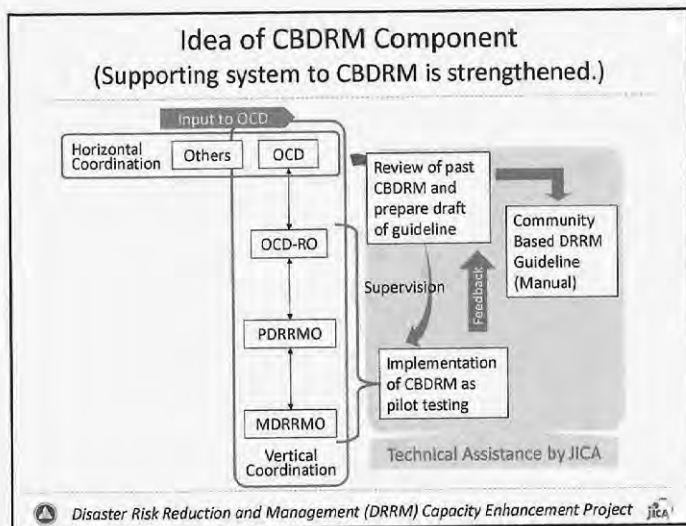 Idea of CBDRM Component
(Supporting system to CBDRM is strengthened.)
Input to OCD
Horizontal
Coordination
Others
OCD
OCD-RO
PDRRMO
MDRRMO
Vertical
Coordination
Review of past
CBDRM and
prepare draft
of guideline
Community
Based DRRM
Guideline
(Manual)
Supervision
Feedback
Implementation
of CBDRM as
pilot testing
Technical Assistance by JICA
Disaster Risk Reduction and Management (DRRM) Capacity Enhancement Project
jicA